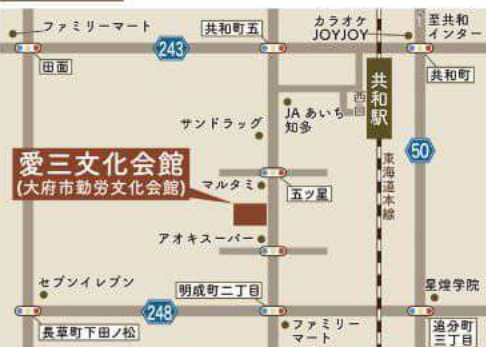 ファミリーマート
共和町五
カラオケ
JOYJOY
至共和
インター
243
田面
共和町
共和駅
西口
JA あいち
知多
サンドラッグ
50
愛三文化会館
(大府市勤労文化会館)
マルタミ
五ツ星
東海道本線
アオキスーパー
セブンイレブン
明成町二丁目
星煌学院
248
長草町下田ノ松
ファミリー
マート
追分町
三丁目